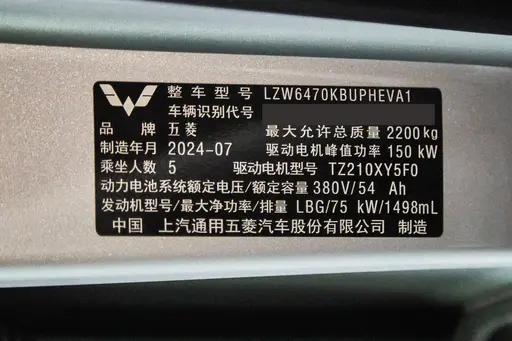 整车型号 LZW6470KBUPHEVA1
车辆识别代号
品牌 五菱 最大允许总质量 2200kg
制造年月 2024-07 驱动电机峰值功率 150 kW
乘坐人数 5 驱动电机型号 TZ210XY5F0
动力电池系统额定电压/额定容量 380V/54 Ah
发动机型号/最大净功率/排量 LBG/75 kW/1498mL
中国 上汽通用五菱汽车股份有限公司 制造